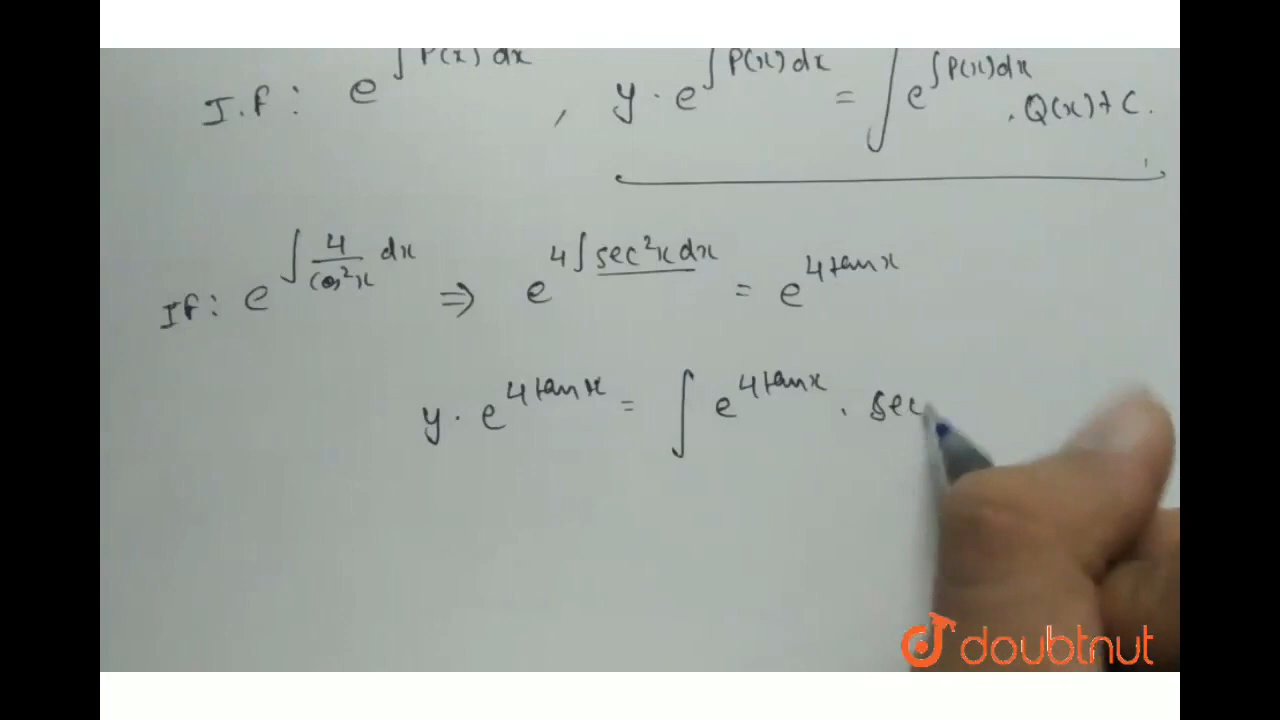 I.f : e^∫P(x) dx , y · e^∫P(x) dx = ∫ e^∫P(x)dx . Q(x) + C.
If : e^∫ 4/cos²x dx ⇒ e^4∫sec²x dx = e^4tanx
y · e^4tanx = ∫ e^4tanx . sec
doubtnut